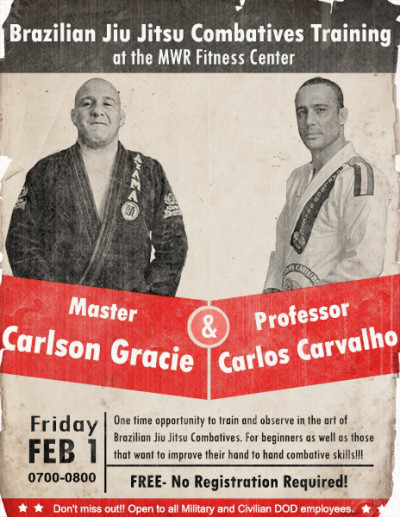 Brazilian Jiu Jitsu Combatives Training
at the MWR Fitness Center
Master
Carlson Gracie
&
Professor
Carlos Carvalho
Friday
FEB 1
0700-0800
One time opportunity to train and observe in the art of
Brazilian Jiu Jitsu Combatives. For beginners as well as those
that want to improve their hand to hand combative skills!!!
FREE- No Registration Required!
Don't miss out!! Open to all Military and Civilian DOD employees.